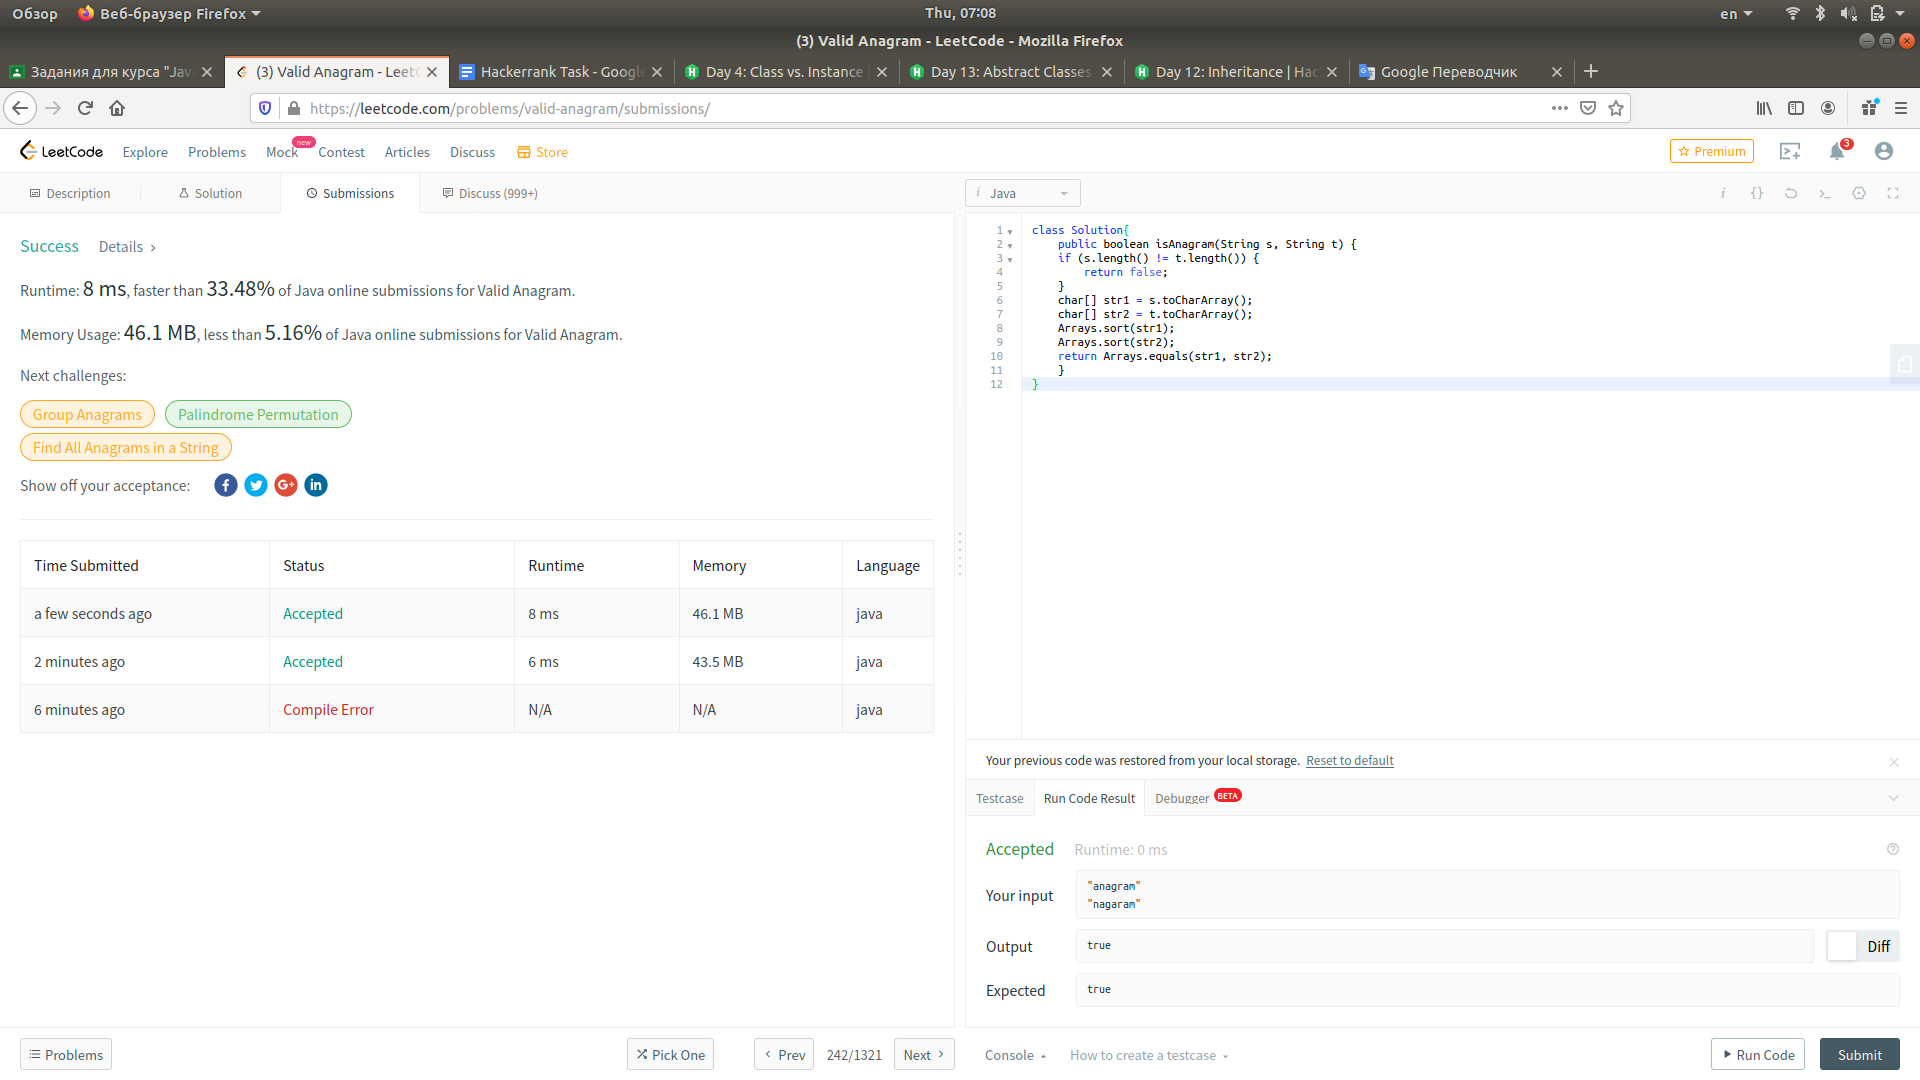 Обзор
Веб-браузер Firefox
Thu, 07:08
en
(3) Valid Anagram - LeetCode - Mozilla Firefox
Задания для курса "Java
(3) Valid Anagram - LeetC
Hackerrank Task - Google
Day 4: Class vs. Instance
Day 13: Abstract Classes
Day 12: Inheritance | Hac
Google Переводчик
https://leetcode.com/problems/valid-anagram/submissions/
LeetCode
Explore
Problems
Mock
new
Contest
Articles
Discuss
Store
Premium
3
Description
Solution
Submissions
Discuss (999+)
i Java
Success
Details ›
Runtime: 8 ms, faster than 33.48% of Java online submissions for Valid Anagram.
Memory Usage: 46.1 MB, less than 5.16% of Java online submissions for Valid Anagram.
Next challenges:
Group Anagrams
Palindrome Permutation
Find All Anagrams in a String
Show off your acceptance:
Time Submitted Status Runtime Memory Language
a few seconds ago Accepted 8 ms 46.1 MB java
2 minutes ago Accepted 6 ms 43.5 MB java
6 minutes ago Compile Error N/A N/A java
Problems
Pick One
‹ Prev
242/1321
Next ›
1 class Solution{
2 public boolean isAnagram(String s, String t) {
3 if (s.length() != t.length()) {
4 return false;
5 }
6 char[] str1 = s.toCharArray();
7 char[] str2 = t.toCharArray();
8 Arrays.sort(str1);
9 Arrays.sort(str2);
10 return Arrays.equals(str1, str2);
11 }
12 }
Your previous code was restored from your local storage. Reset to default
Testcase
Run Code Result
Debugger BETA
Accepted Runtime: 0 ms
Your input
"anagram"
"nagaram"
Output
true
Diff
Expected
true
Console
How to create a testcase
Run Code
Submit